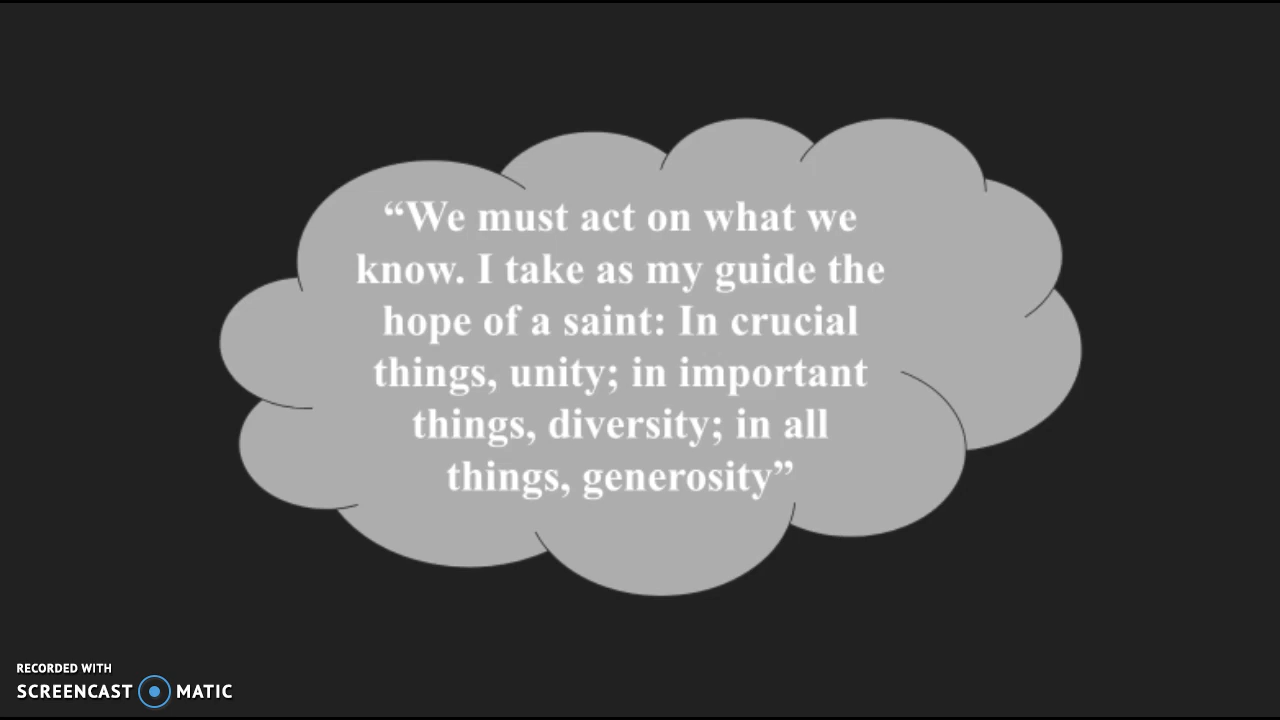 “We must act on what we
know. I take as my guide the
hope of a saint: In crucial
things, unity; in important
things, diversity; in all
things, generosity”
RECORDED WITH
SCREENCAST MATIC